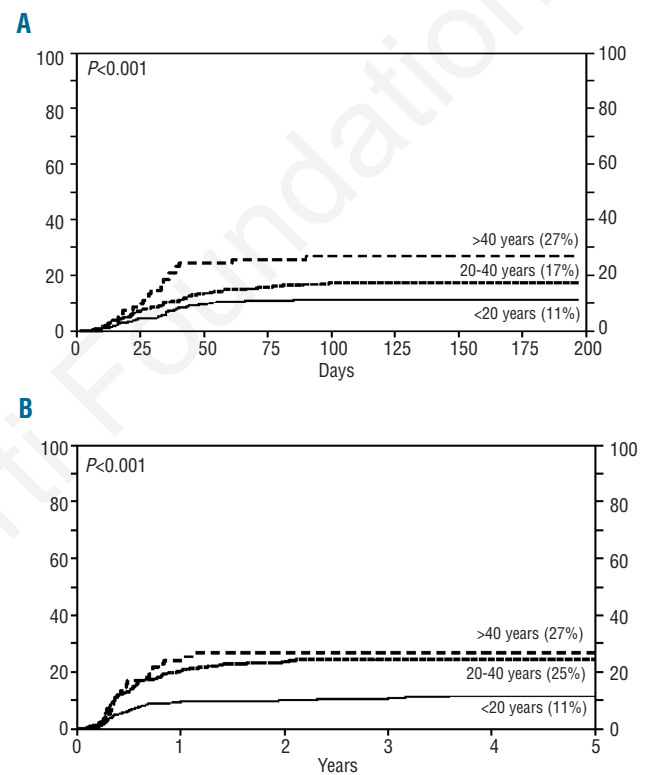 A
P<0.001
100 100
80 80
60 60
40 40
>40 years (27%)
20-40 years (17%)
20 20
<20 years (11%)
0 0
0 25 50 75 100 125 150 175 200
Days
B
P<0.001
100 100
80 80
60 60
40 40
>40 years (27%)
20 20
20-40 years (25%)
<20 years (11%)
0 0
0 1 2 3 4 5
Years
rti Foundation